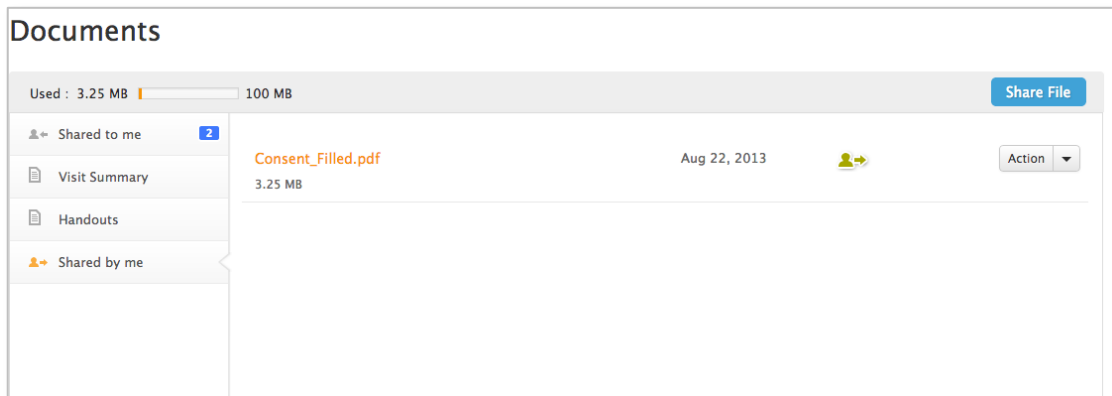 Documents
Used : 3.25 MB 100 MB Share File
Shared to me 2
Visit Summary
Handouts
Shared by me
Consent_Filled.pdf Aug 22, 2013 Action
3.25 MB